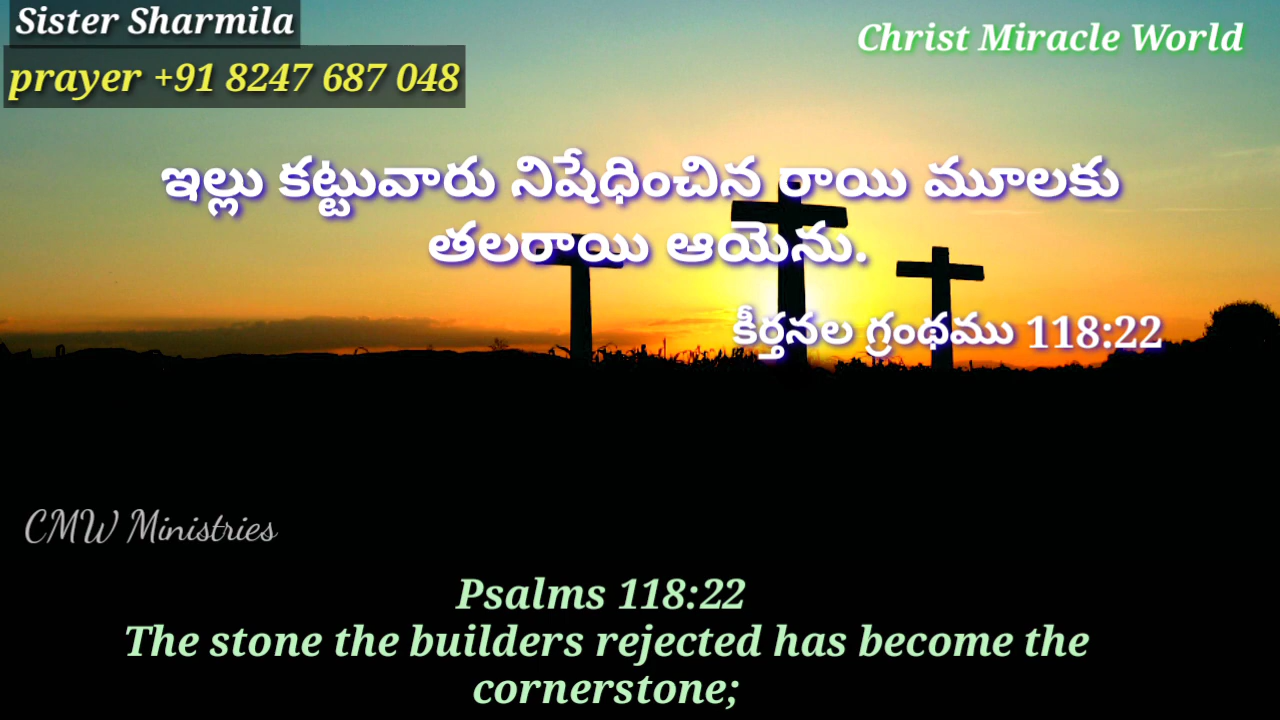 Sister Sharmila
prayer +91 8247 687 048
Christ Miracle World
ఇల్లు కట్టువారు నిషేధించిన రాయి మూలకు
తలరాయి ఆయెను.
కీర్తనల గ్రంథము 118:22
CMW Ministries
Psalms 118:22
The stone the builders rejected has become the
cornerstone;